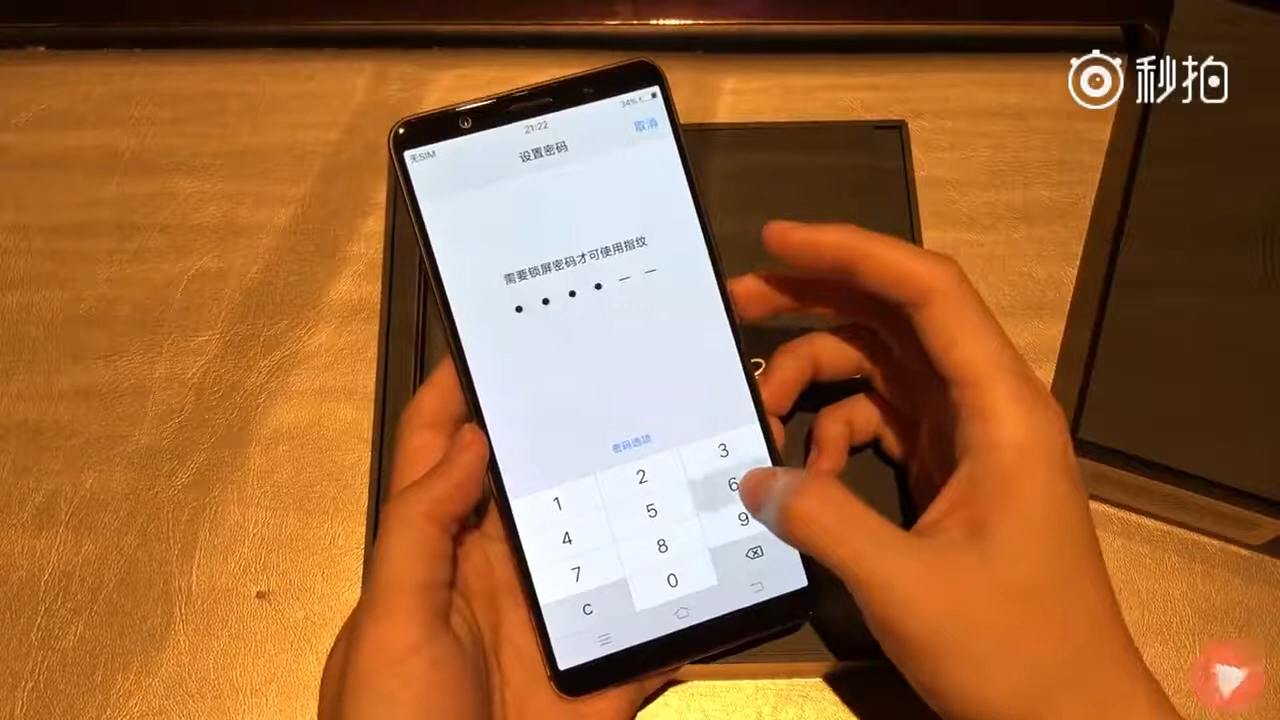 秒拍
34%
21:22
无SIM
设置密码
取消
需要锁屏密码才可使用指纹
密码选项
1 2 3
4 5 6
7 8 9
C 0